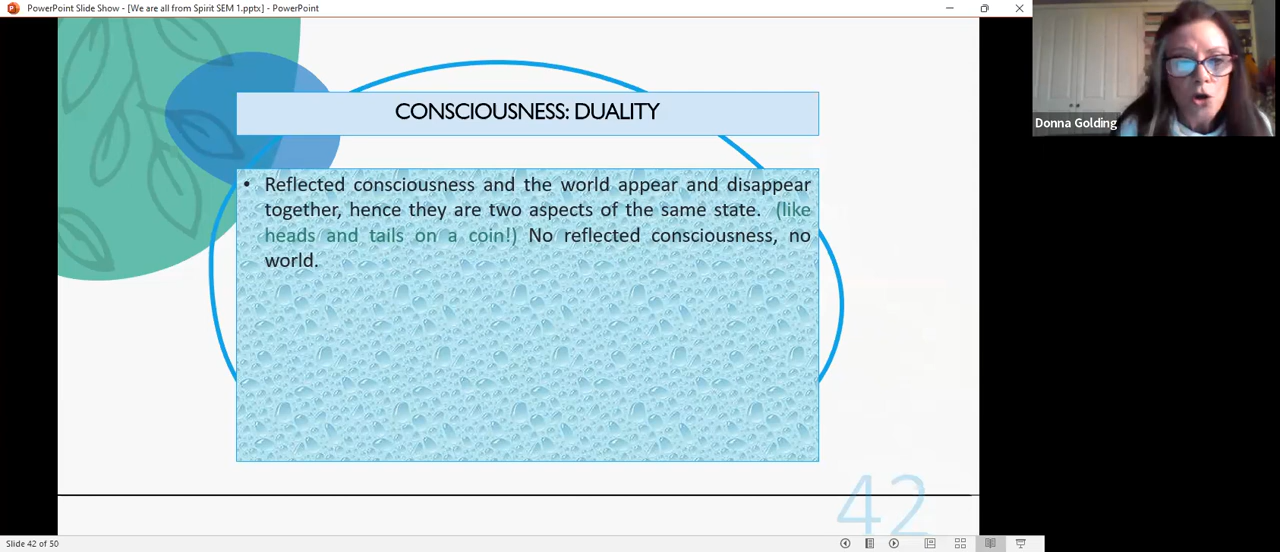 PowerPoint Slide Show - [We are all from Spirit SEM 1.pptx] - PowerPoint
Donna Golding
CONSCIOUSNESS: DUALITY
• Reflected consciousness and the world appear and disappear
together, hence they are two aspects of the same state. (like
heads and tails on a coin!) No reflected consciousness, no
world.
42
Slide 42 of 50